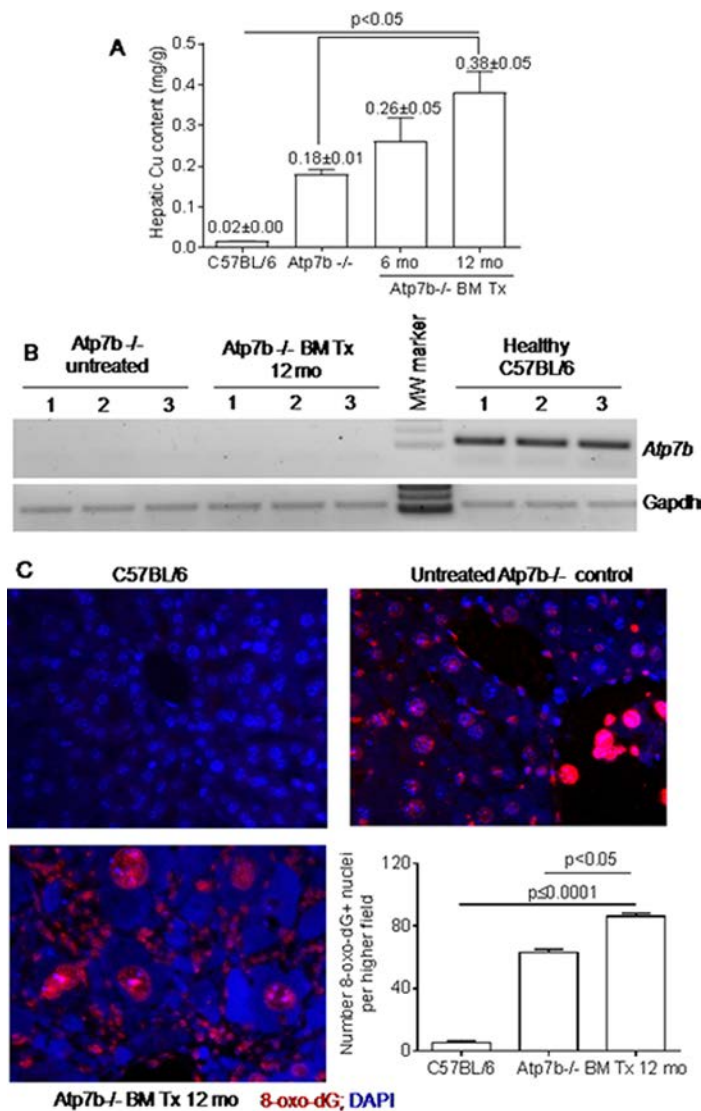 A
p<0.05
Hepatic Cu content (mg/g)
0.5
0.4
0.3
0.2
0.1
0.0
0.02±0.00
0.18±0.01
0.26±0.05
0.38±0.05
C57BL/6
Atp7b -/-
6 mo
12 mo
Atp7b-/- BM Tx
B
Atp7b -/-
untreated
Atp7b -/- BM Tx
12 mo
MW marker
Healthy
C57BL/6
1 2 3 1 2 3 1 2 3
Atp7b
Gapdh
C
C57BL/6
Untreated Atp7b-/- control
Atp7b-/- BM Tx 12 mo 8-oxo-dG; DAPI
Number 8-oxo-dG+ nuclei
per higher field
120
80
40
0
p<0.05
p≤0.0001
C57BL/6
Atp7b-/- BM Tx 12 mo